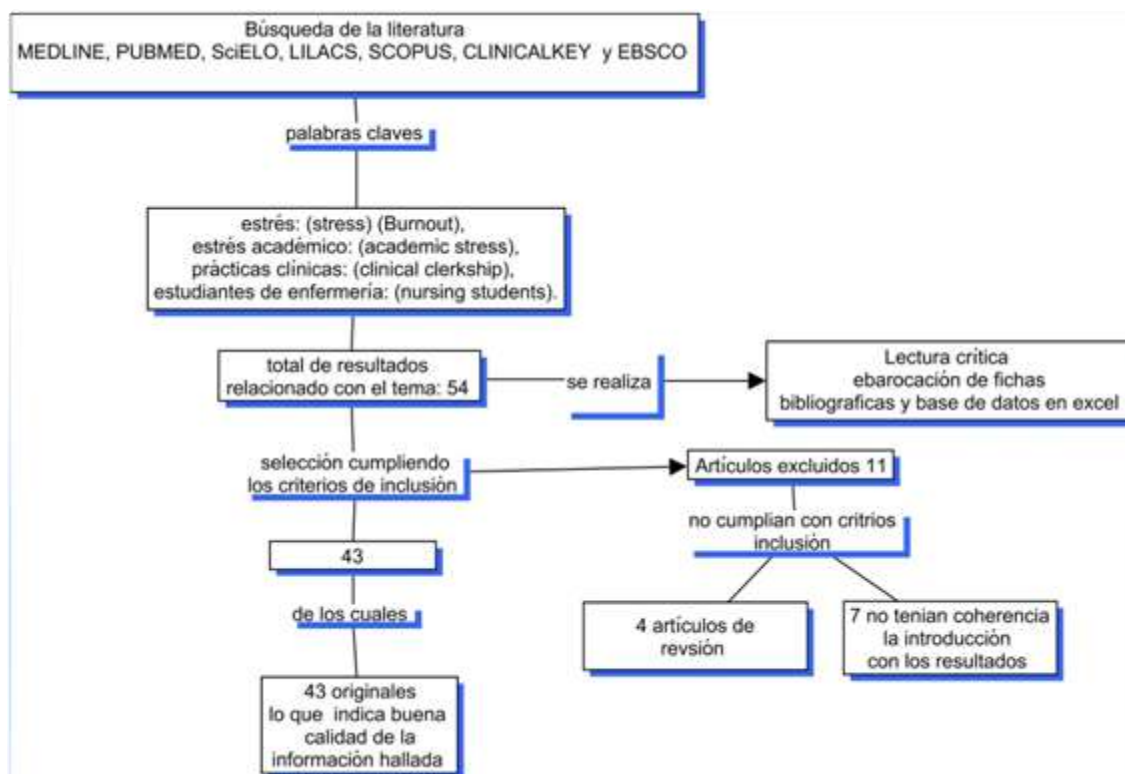 Búsqueda de la literatura
MEDLINE, PUBMED, SciELO, LILACS, SCOPUS, CLINICALKEY y EBSCO
palabras claves
estrés: (stress) (Burnout),
estrés académico: (academic stress),
prácticas clínicas: (clinical clerkship),
estudiantes de enfermería: (nursing students).
total de resultados
relacionado con el tema: 54
se realiza
Lectura crítica
ebarocación de fichas
bibliograficas y base de datos en excel
selección cumpliendo
los criterios de inclusión
Artículos excluidos 11
no cumplian con critrios
inclusión
43
de los cuales
4 artículos de
revsión
7 no tenian coherencia
la introducción
con los resultados
43 originales
lo que indica buena
calidad de la
información hallada